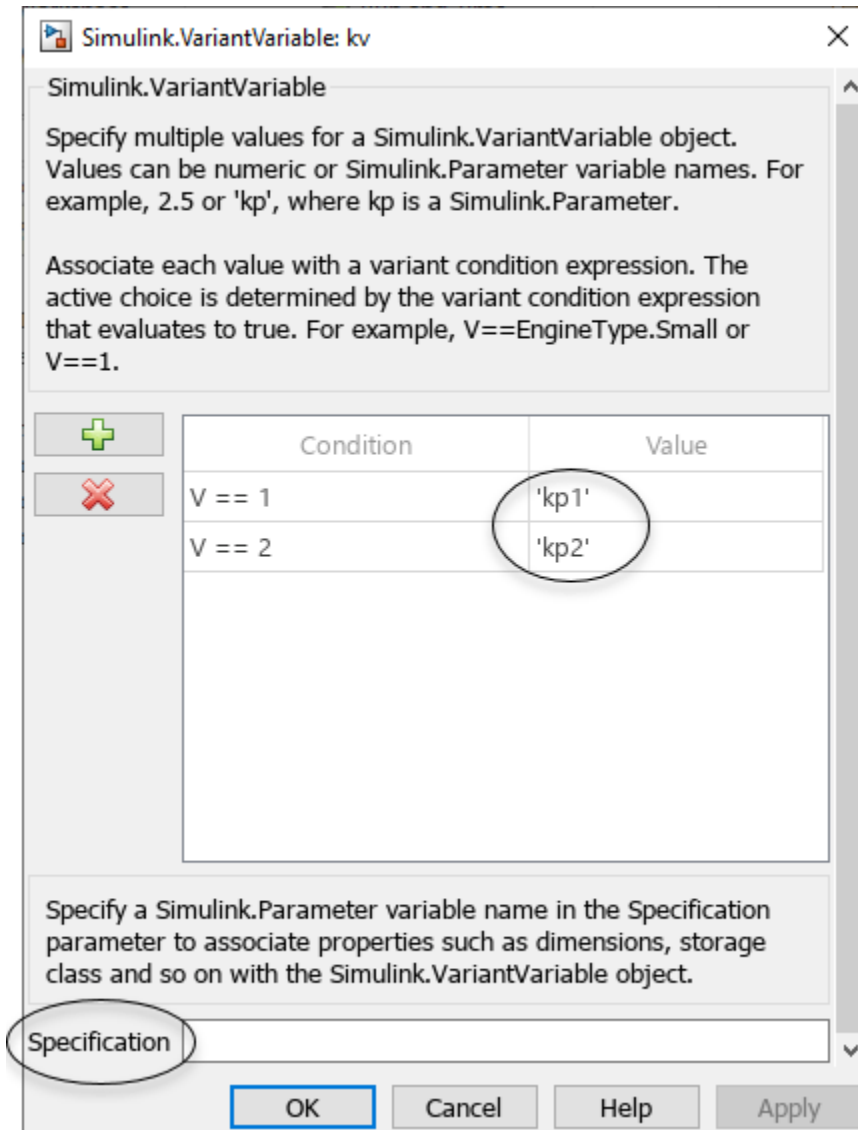 Simulink.VariantVariable: kv
Simulink.VariantVariable
Specify multiple values for a Simulink.VariantVariable object.
Values can be numeric or Simulink.Parameter variable names. For
example, 2.5 or 'kp', where kp is a Simulink.Parameter.
Associate each value with a variant condition expression. The
active choice is determined by the variant condition expression
that evaluates to true. For example, V==EngineType.Small or
V==1.
Condition Value
V == 1 'kp1'
V == 2 'kp2'
Specify a Simulink.Parameter variable name in the Specification
parameter to associate properties such as dimensions, storage
class and so on with the Simulink.VariantVariable object.
Specification
OK Cancel Help Apply